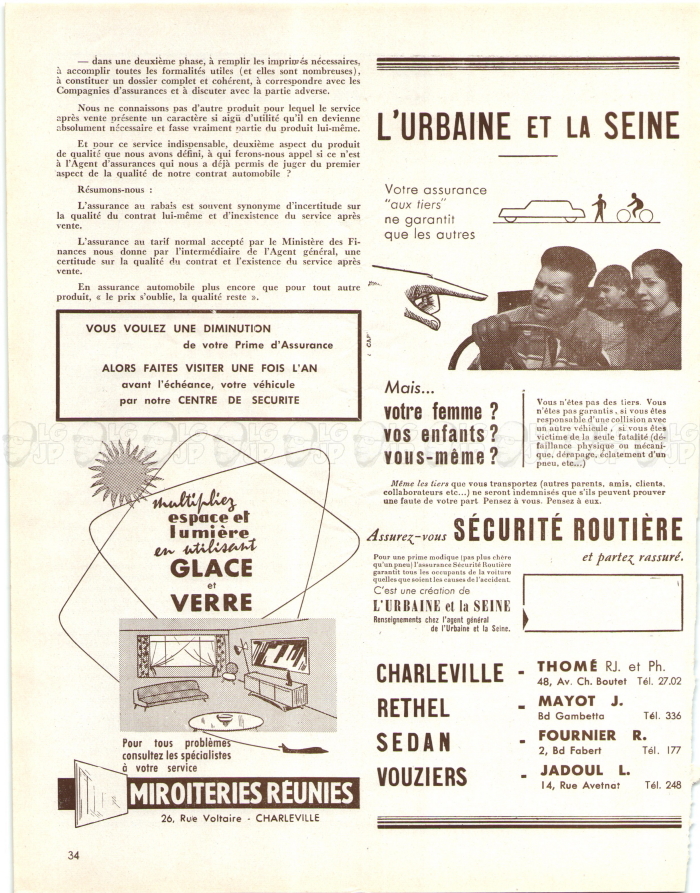 — dans une deuxième phase, à remplir les imprimés nécessaires,
à accomplir toutes les formalités utiles (et elles sont nombreuses),
à constituer un dossier complet et cohérent, à correspondre avec les
Compagnies d'assurances et à discuter avec la partie adverse.
Nous ne connaissons pas d'autre produit pour lequel le service
après vente présente un caractère si aigü d'utilité qu'il en devienne
absolument nécessaire et fasse vraiment partie du produit lui-même.
Et pour ce service indispensable, deuxième aspect du produit
de qualité que nous avons défini, à qui ferons-nous appel si ce n'est
à l'Agent d'assurances qui nous a déjà permis de juger du premier
aspect de la qualité de notre contrat automobile ?
Résumons-nous :
L'assurance au rabais est souvent synonyme d'incertitude sur
la qualité du contrat lui-même et d'inexistence du service après
vente.
L'assurance au tarif normal accepté par le Ministère des Fi-
nances nous donne par l'intermédiaire de l'Agent général, une
certitude sur la qualité du contrat et l'existence du service après
vente.
En assurance automobile plus encore que pour tout autre
produit, « le prix s'oublie, la qualité reste ».
VOUS VOULEZ UNE DIMINUTION
de votre Prime d'Assurance
ALORS FAITES VISITER UNE FOIS L'AN
avant l'échéance, votre véhicule
par notre CENTRE DE SECURITE
multipliez
espace et
lumière
en utilisant
GLACE
et
VERRE
Pour tous problèmes
consultez les spécialistes
à votre service
MIROITERIES RÉUNIES
26, Rue Voltaire - CHARLEVILLE
34
L'URBAINE ET LA SEINE
Votre assurance
"aux tiers"
ne garantit
que les autres
Mais...
votre femme ?
vos enfants ?
vous-même ?
Vous n'êtes pas des tiers. Vous
n'êtes pas garantis, si vous êtes
responsable d'une collision avec
un autre véhicule, si vous êtes
victime de la seule fatalité (dé-
faillance physique ou mécani-
que, dérapage, éclatement d'un
pneu, etc...)
Même les tiers que vous transportez (autres parents, amis, clients,
collaborateurs etc...) ne seront indemnisés que s'ils peuvent prouver
une faute de votre part. Pensez à vous. Pensez à eux.
Assurez-vous SÉCURITÉ ROUTIÈRE
et partez rassuré.
Pour une prime modique (pas plus chère
qu'un pneu) l'assurance Sécurité Routière
garantit tous les occupants de la voiture
quelles que soient les causes de l'accident.
C'est une création de
L'URBAINE et la SEINE
Renseignements chez l'agent général
de l'Urbaine et la Seine.
CHARLEVILLE - THOMÉ RJ. et Ph.
48, Av. Ch. Boutet Tél. 27.02
RETHEL - MAYOT J.
Bd Gambetta Tél. 336
SEDAN - FOURNIER R.
2, Bd Fabert Tél. 177
VOUZIERS - JADOUL L.
14, Rue Avetnat Tél. 248